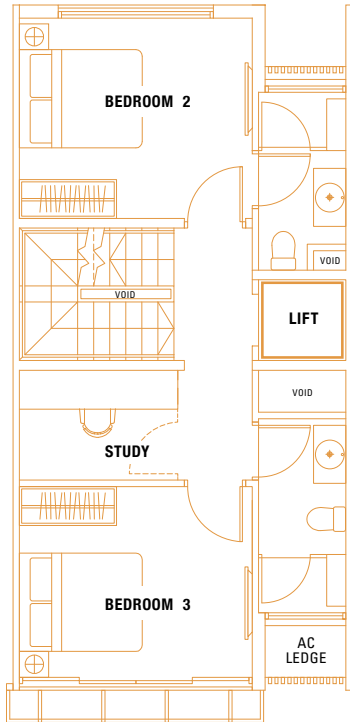 BEDROOM 2
VOID
VOID
LIFT
VOID
STUDY
BEDROOM 3
AC
LEDGE